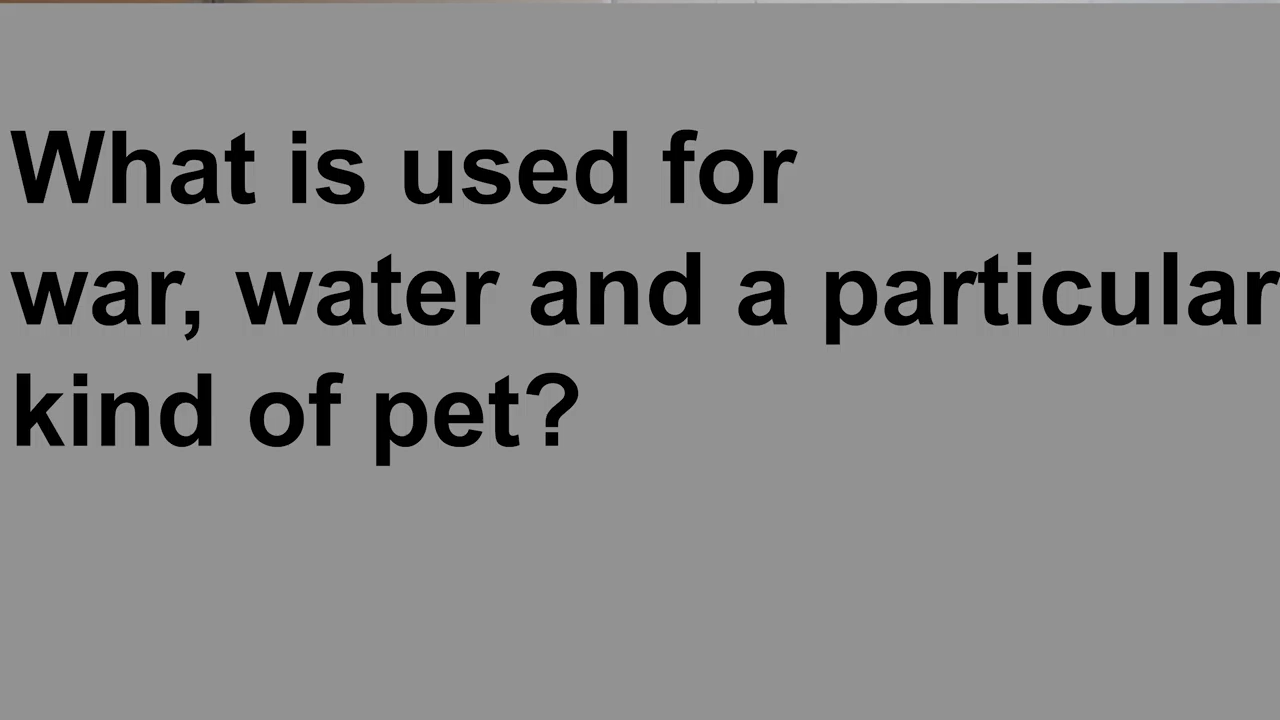 What is used for
war, water and a particular
kind of pet?